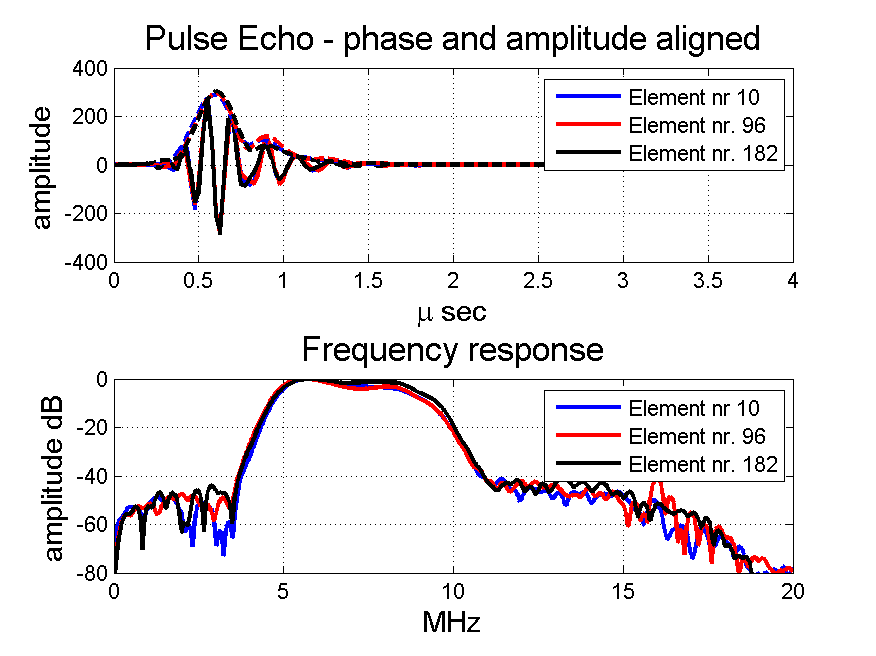 Pulse Echo - phase and amplitude aligned
amplitude
400
200
0
-200
-400
Element nr 10
Element nr. 96
Element nr. 182
0 0.5 1 1.5 2 2.5 3 3.5 4
μ sec
Frequency response
amplitude dB
0
-20
-40
-60
-80
Element nr 10
Element nr. 96
Element nr. 182
0 5 10 15 20
MHz